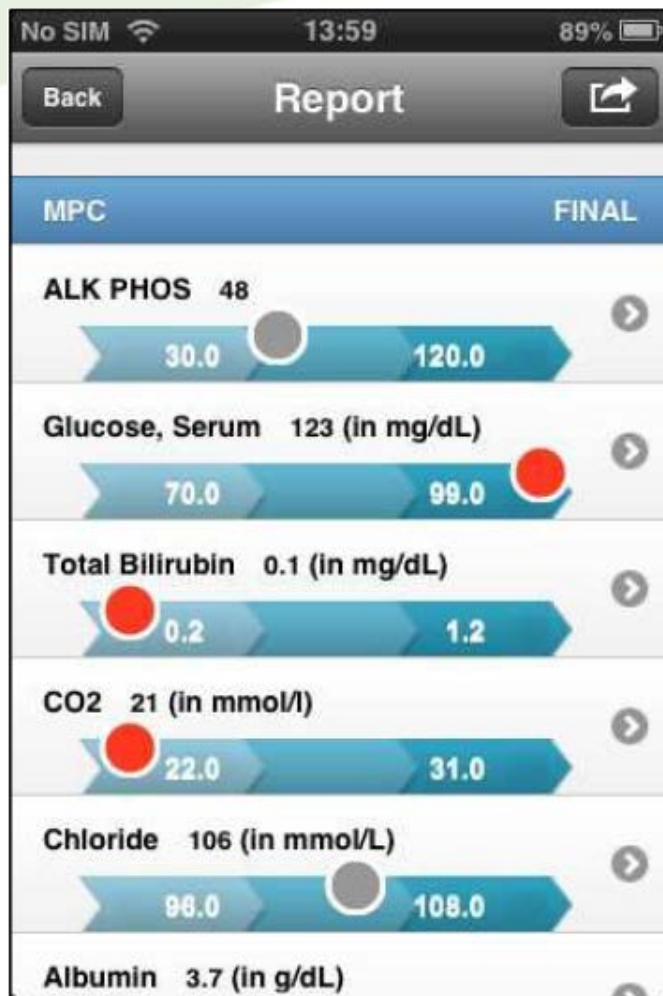 No SIM 13:59 89%
Back Report
MPC FINAL
ALK PHOS 48
30.0 120.0
Glucose, Serum 123 (in mg/dL)
70.0 99.0
Total Bilirubin 0.1 (in mg/dL)
0.2 1.2
CO2 21 (in mmol/l)
22.0 31.0
Chloride 106 (in mmol/L)
96.0 108.0
Albumin 3.7 (in g/dL)